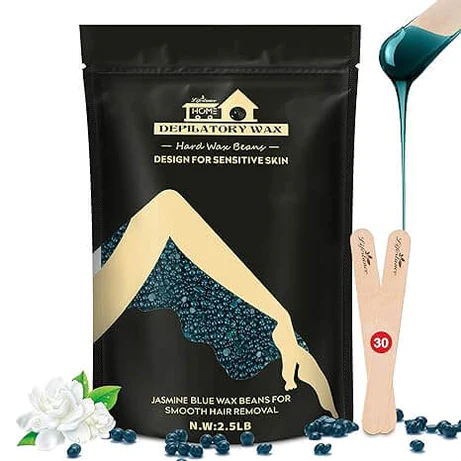 Lifestance
HOME
DEPILATORY WAX
— Hard Wax Beans —
DESIGN FOR SENSITIVE SKIN
JASMINE BLUE WAX BEANS FOR
SMOOTH HAIR REMOVAL
N.W:2.5LB
30